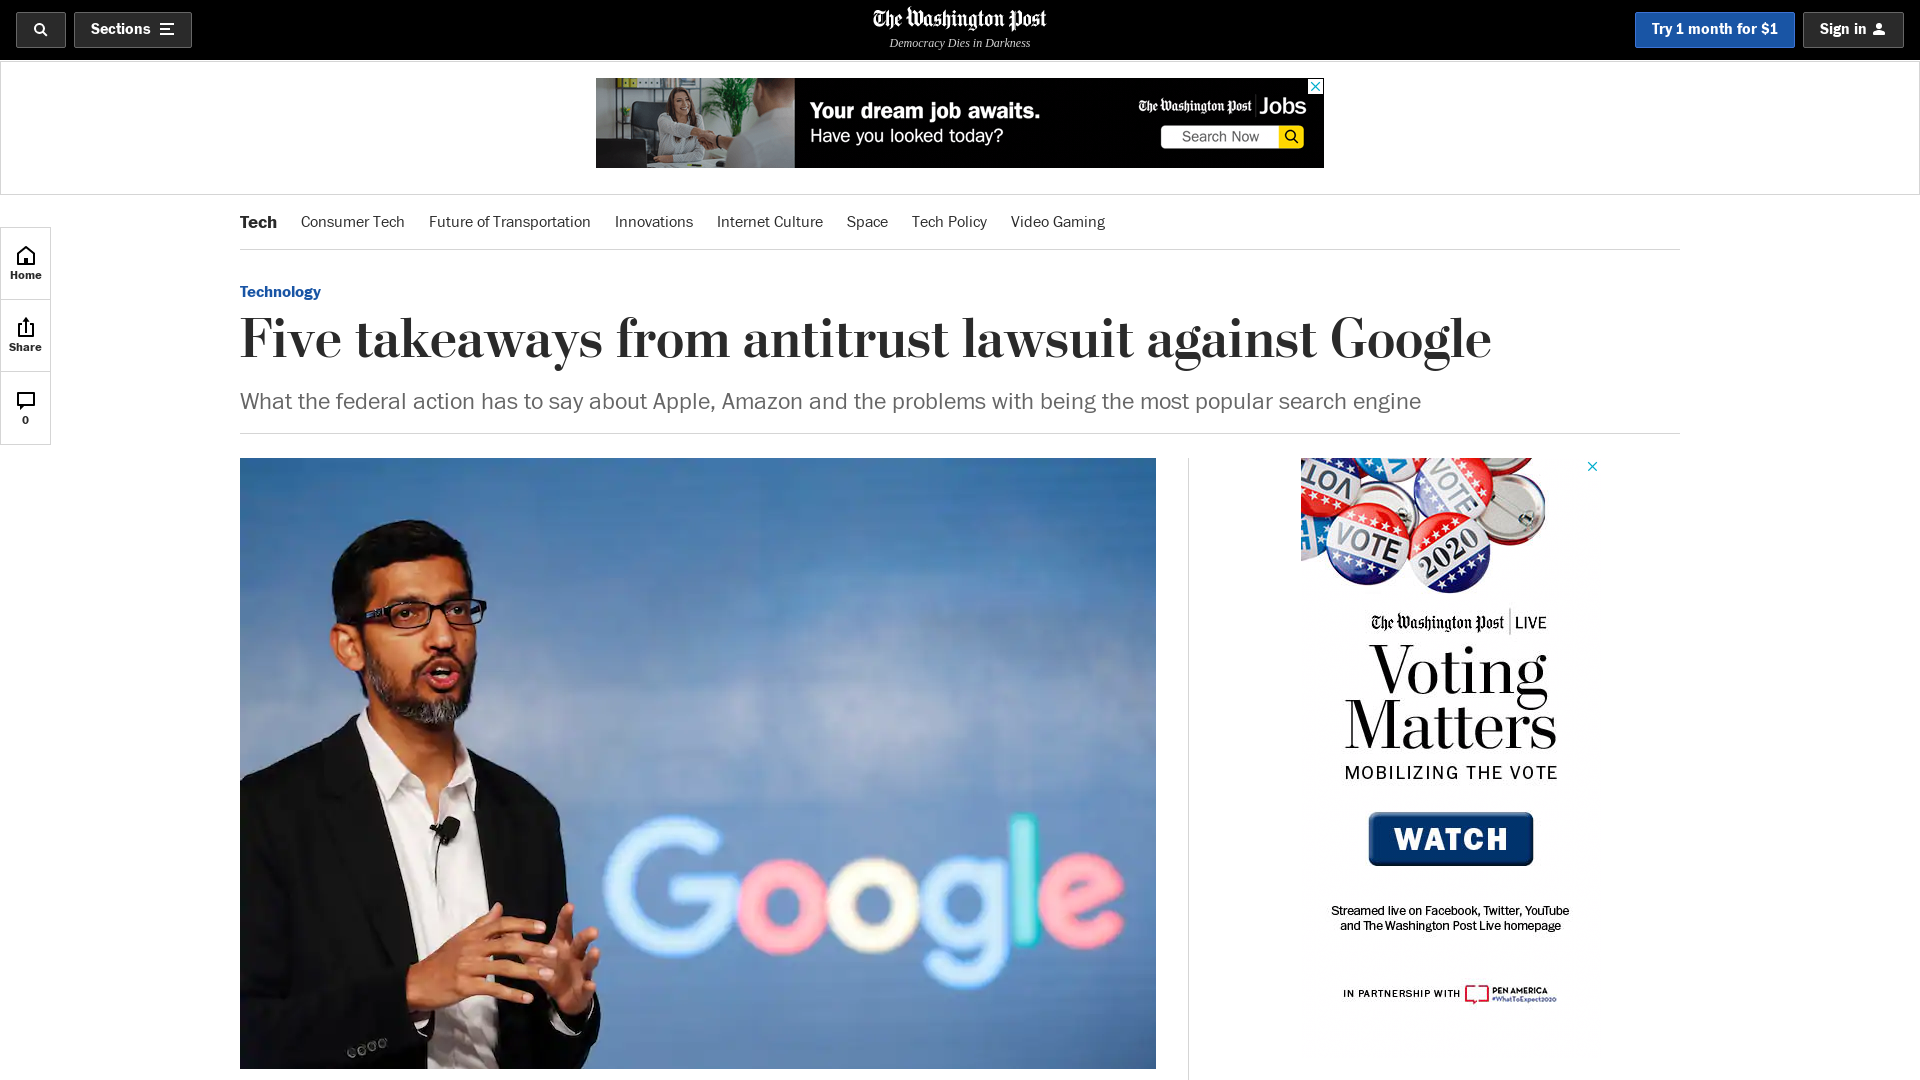 Sections
The Washington Post
Democracy Dies in Darkness
Try 1 month for $1
Sign in
Your dream job awaits.
Have you looked today?
The Washington Post Jobs
Search Now
Tech
Consumer Tech
Future of Transportation
Innovations
Internet Culture
Space
Tech Policy
Video Gaming
Home
Share
0
Technology
Five takeaways from antitrust lawsuit against Google
What the federal action has to say about Apple, Amazon and the problems with being the most popular search engine
Google
VOTE
VOTE
VOTE
VOTE
2020
The Washington Post LIVE
Voting
Matters
MOBILIZING THE VOTE
WATCH
Streamed live on Facebook, Twitter, YouTube
and The Washington Post Live homepage
IN PARTNERSHIP WITH
PEN AMERICA
#WhatToExpect2020